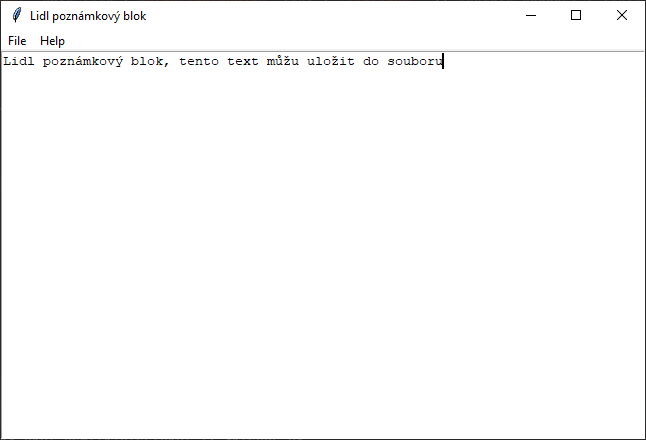 Lidl poznámkový blok
File Help
Lidl poznámkový blok, tento text můžu uložit do souboru